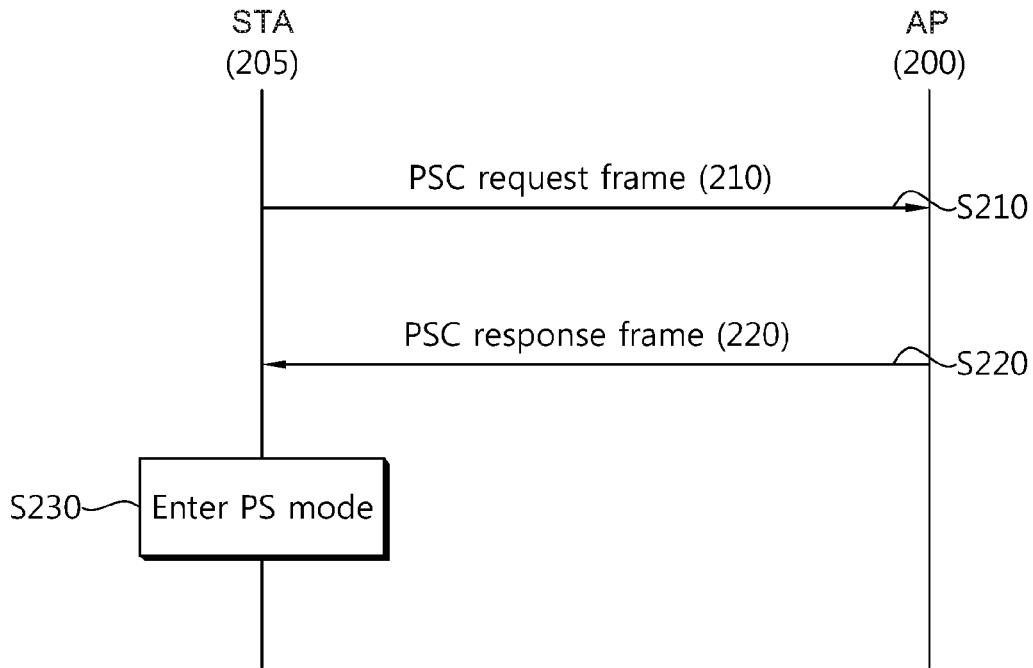 STA
(205)
AP
(200)
PSC request frame (210)
S210
PSC response frame (220)
S220
S230
Enter PS mode